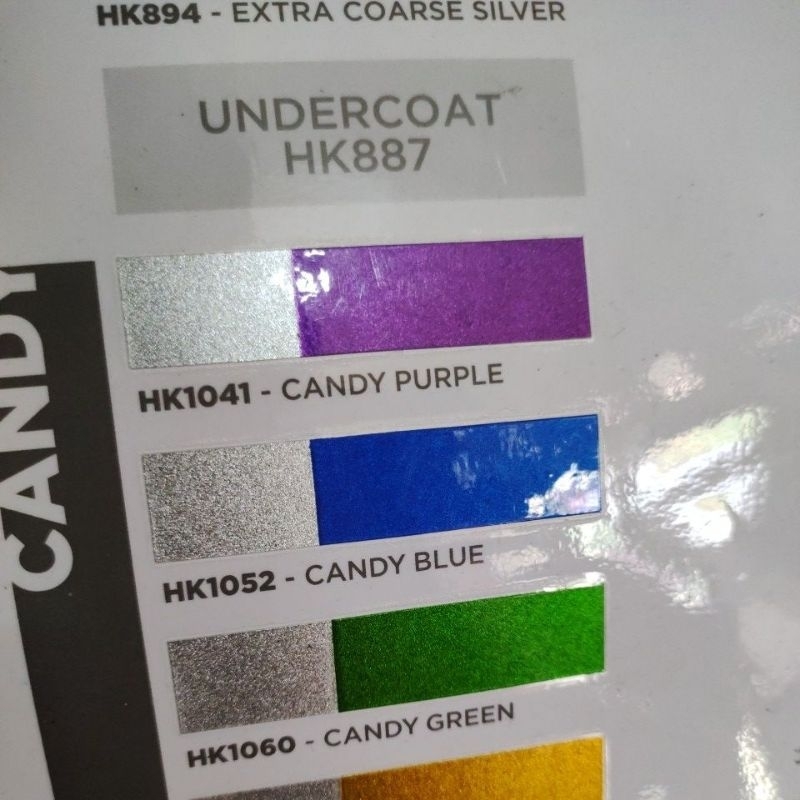 HK894 - EXTRA COARSE SILVER
UNDERCOAT
HK887
CANDY
HK1041 - CANDY PURPLE
HK1052 - CANDY BLUE
HK1060 - CANDY GREEN